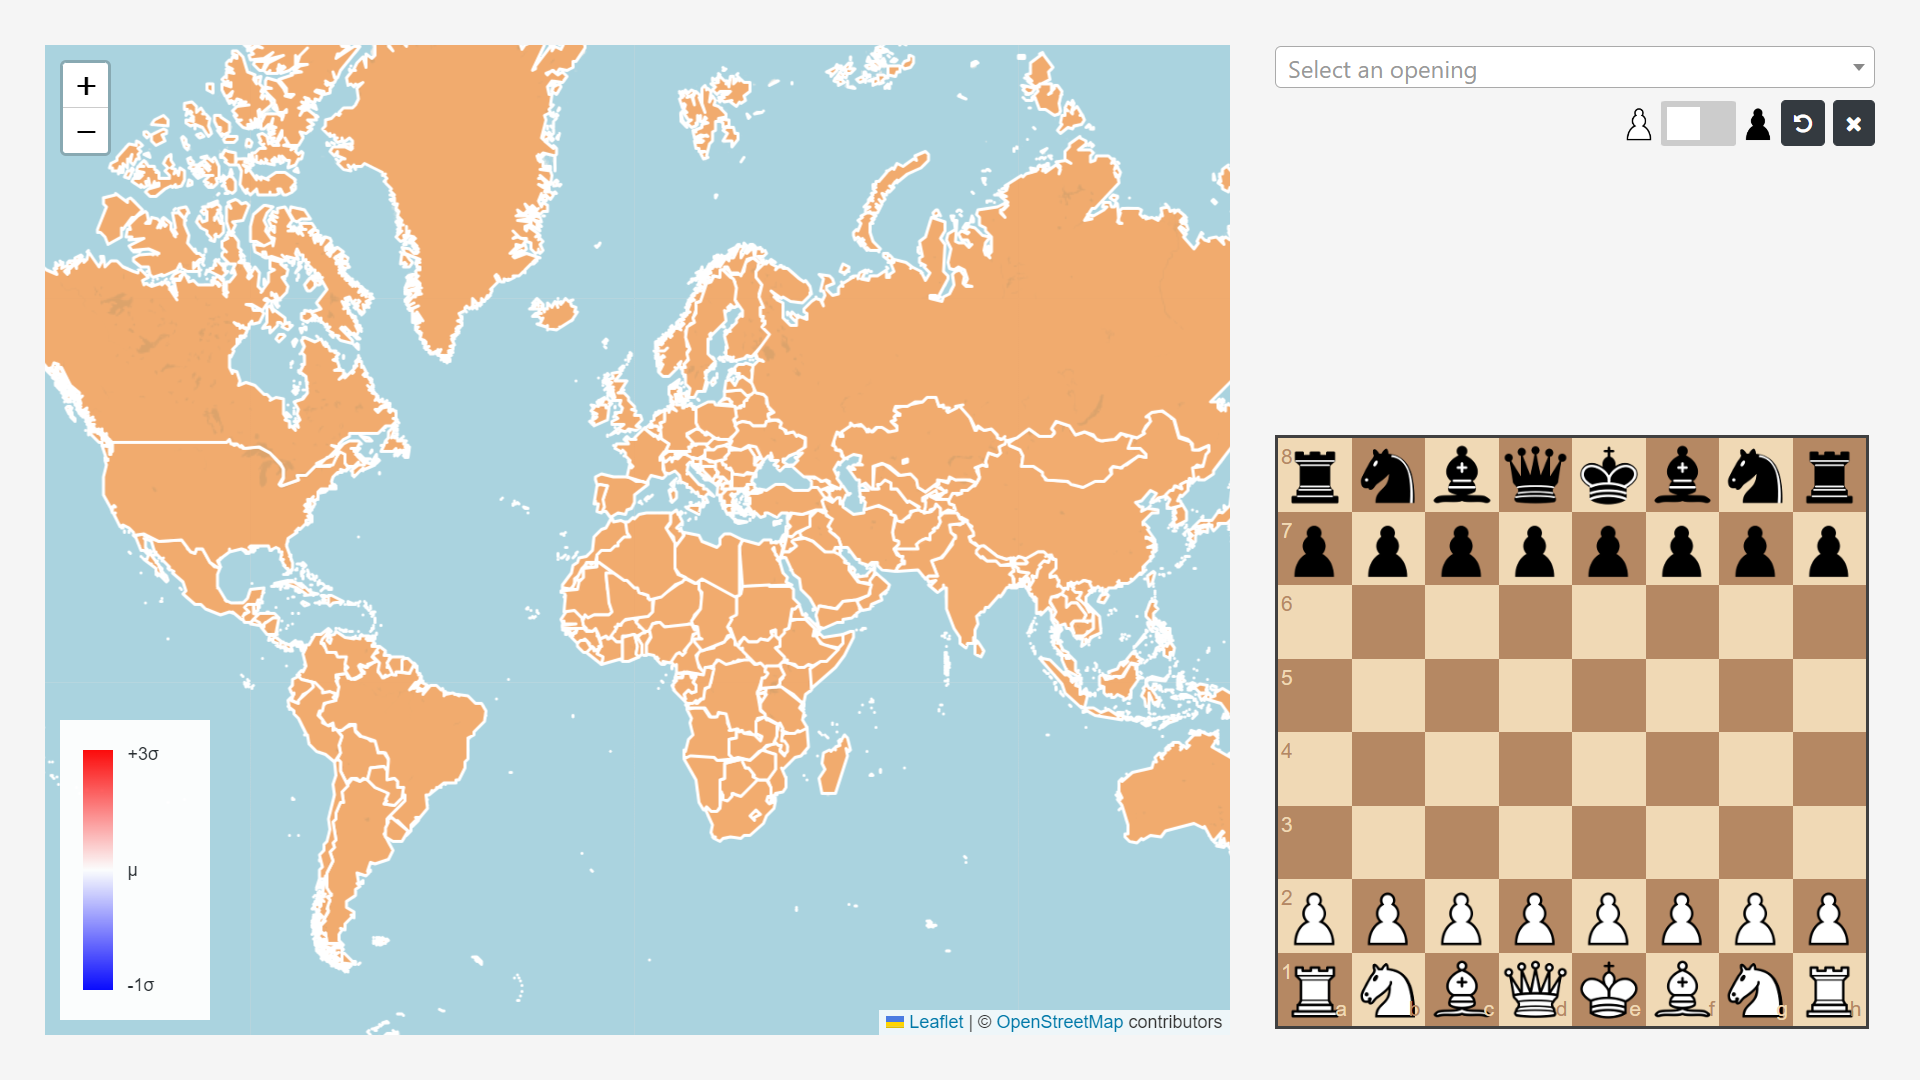 +
−
Select an opening
+3σ
μ
-1σ
Leaflet | © OpenStreetMap contributors
8
7
6
5
4
3
2
1
a b c d e f g h